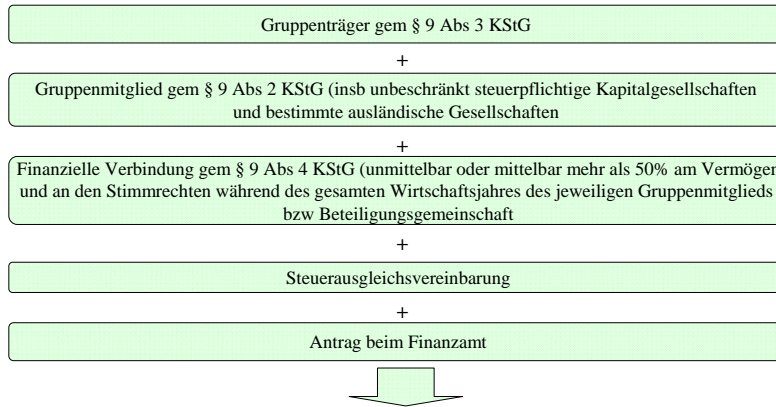 Gruppenträger gem § 9 Abs 3 KStG
+
Gruppenmitglied gem § 9 Abs 2 KStG (insb unbeschränkt steuerpflichtige Kapitalgesellschaften
und bestimmte ausländische Gesellschaften
+
Finanzielle Verbindung gem § 9 Abs 4 KStG (unmittelbar oder mittelbar mehr als 50% am Vermögen
und an den Stimmrechten während des gesamten Wirtschaftsjahres des jeweiligen Gruppenmitglieds
bzw Beteiligungsgemeinschaft
+
Steuerausgleichsvereinbarung
+
Antrag beim Finanzamt